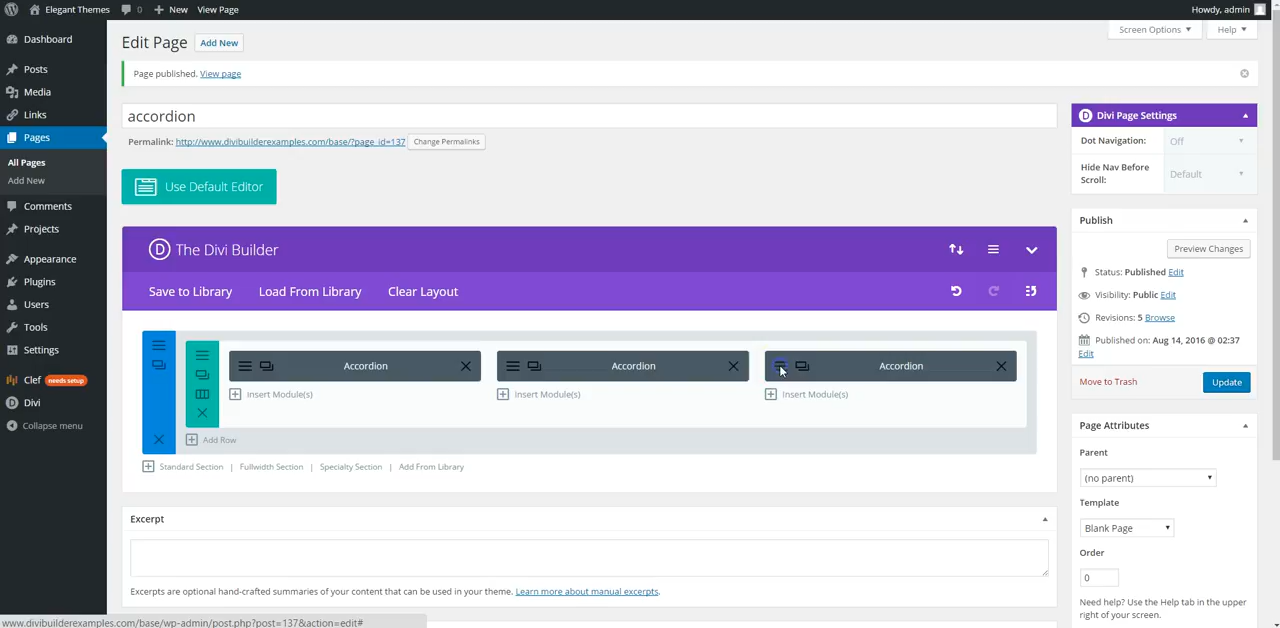 Elegant Themes 0 New View Page Howdy, admin
Dashboard
Posts
Media
Links
Pages
All Pages
Add New
Comments
Projects
Appearance
Plugins
Users
Tools
Settings
Clef needs setup
Divi
Collapse menu
Screen Options Help
Edit Page Add New
Page published. View page
accordion
Permalink: http://www.divibuilderexamples.com/base/?page_id=137 Change Permalinks
Use Default Editor
The Divi Builder
Save to Library Load From Library Clear Layout
Accordion Accordion Accordion
Insert Module(s) Insert Module(s) Insert Module(s)
Add Row
Standard Section | Fullwidth Section | Specialty Section | Add From Library
Excerpt
Excerpts are optional hand-crafted summaries of your content that can be used in your theme. Learn more about manual excerpts.
Divi Page Settings
Dot Navigation: Off
Hide Nav Before
Scroll: Default
Publish
Preview Changes
Status: Published Edit
Visibility: Public Edit
Revisions: 5 Browse
Published on: Aug 14, 2016 @ 02:37
Edit
Move to Trash Update
Page Attributes
Parent
(no parent)
Template
Blank Page
Order
0
Need help? Use the Help tab in the upper
right of your screen.
www.divibuilderexamples.com/base/wp-admin/post.php?post=137&action=edit#